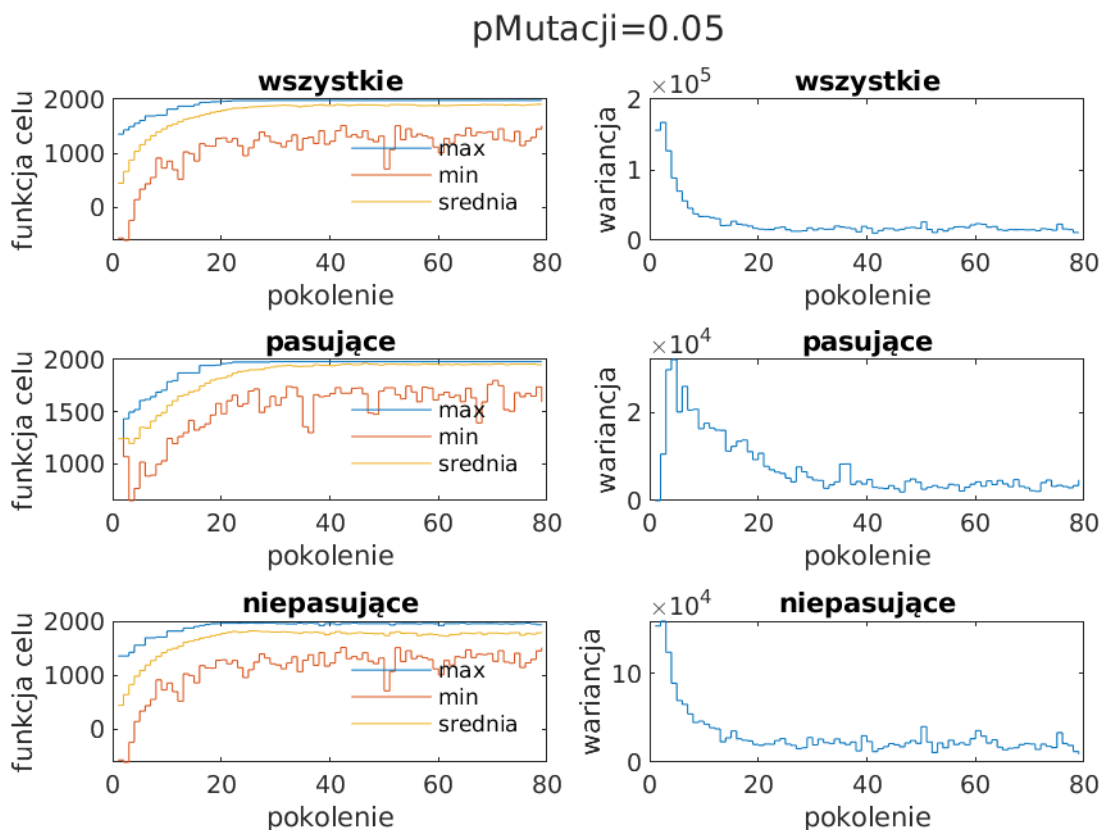 pMutacji=0.05
wszystkie
funkcja celu
2000
1000
0
max
min
srednia
0 20 40 60 80
pokolenie
×10^5
wszystkie
wariancja
2
1
0
0 20 40 60 80
pokolenie
pasujące
funkcja celu
2000
1500
1000
max
min
srednia
0 20 40 60 80
pokolenie
×10^4
pasujące
wariancja
2
0
0 20 40 60 80
pokolenie
niepasujące
funkcja celu
2000
1000
0
max
min
srednia
0 20 40 60 80
pokolenie
×10^4
niepasujące
wariancja
10
0
0 20 40 60 80
pokolenie